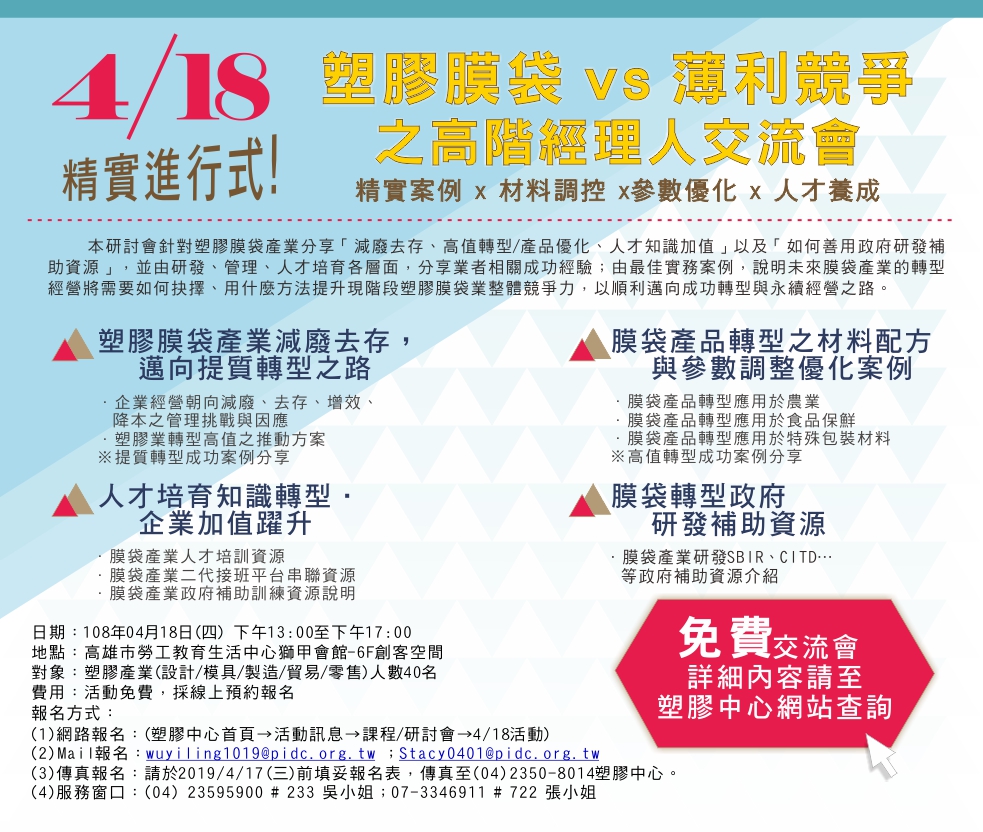 4/18
精實進行式!
塑膠膜袋 vs 薄利競爭
之高階經理人交流會
精實案例 x 材料調控 x參數優化 x 人才養成
本研討會針對塑膠膜袋產業分享「減廢去存、高值轉型/產品優化、人才知識加值」以及「如何善用政府研發補
助資源」，並由研發、管理、人才培育各層面，分享業者相關成功經驗；由最佳實務案例，說明未來膜袋產業的轉型
經營將需要如何抉擇、用什麼方法提升現階段塑膠膜袋業整體競爭力，以順利邁向成功轉型與永續經營之路。
塑膠膜袋產業減廢去存，
邁向提質轉型之路
·企業經營朝向減廢、去存、增效、
降本之管理挑戰與因應
·塑膠業轉型高值之推動方案
※提質轉型成功案例分享
膜袋產品轉型之材料配方
與參數調整優化案例
·膜袋產品轉型應用於農業
·膜袋產品轉型應用於食品保鮮
·膜袋產品轉型應用於特殊包裝材料
※高值轉型成功案例分享
人才培育知識轉型·
企業加值躍升
·膜袋產業人才培訓資源
·膜袋產業二代接班平台串聯資源
·膜袋產業政府補助訓練資源說明
膜袋轉型政府
研發補助資源
·膜袋產業研發SBIR、CITD…
等政府補助資源介紹
日期：108年04月18日(四) 下午13:00至下午17:00
地點：高雄市勞工教育生活中心獅甲會館-6F創客空間
對象：塑膠產業(設計/模具/製造/貿易/零售)人數40名
費用：活動免費，採線上預約報名
報名方式：
(1)網路報名：(塑膠中心首頁→活動訊息→課程/研討會→4/18活動)
(2)Mail報名：wuyiling1019@pidc.org.tw ；Stacy0401@pidc.org.tw
(3)傳真報名：請於2019/4/17(三)前填妥報名表，傳真至(04)2350-8014塑膠中心。
(4)服務窗口：(04) 23595900 # 233 吳小姐；07-3346911 # 722 張小姐
免費交流會
詳細內容請至
塑膠中心網站查詢